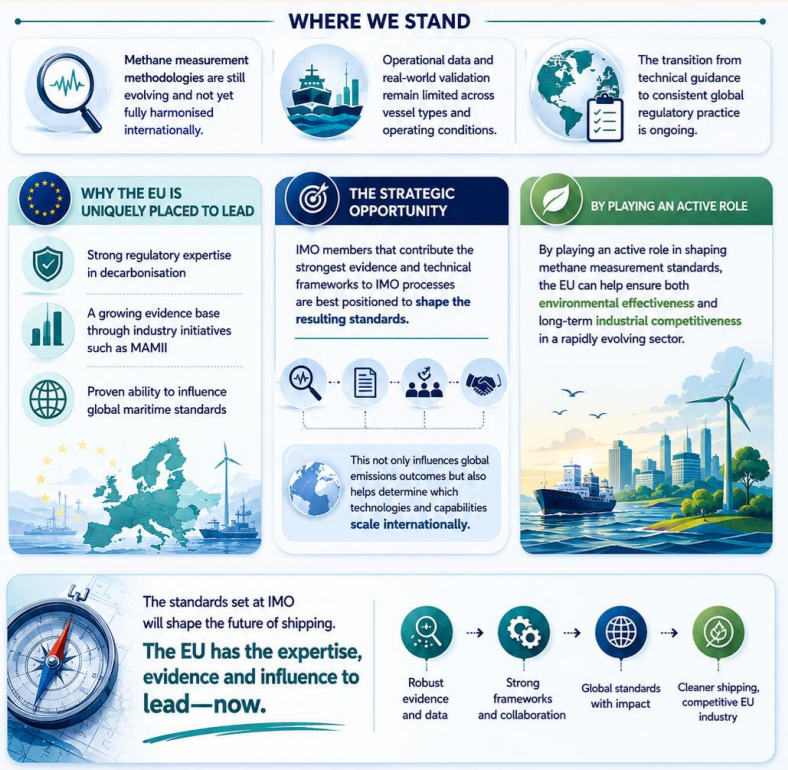 WHERE WE STAND
Methane measurement
methodologies are still
evolving and not yet
fully harmonised
internationally.
Operational data and
real-world validation
remain limited across
vessel types and
operating conditions.
The transition from
technical guidance
to consistent global
regulatory practice
is ongoing.
WHY THE EU IS
UNIQUELY PLACED TO LEAD
Strong regulatory expertise
in decarbonisation
A growing evidence base
through industry initiatives
such as MAMII
Proven ability to influence
global maritime standards
THE STRATEGIC
OPPORTUNITY
IMO members that contribute the
strongest evidence and technical
frameworks to IMO processes
are best positioned to shape the
resulting standards.
This not only influences global
emissions outcomes but also
helps determine which
technologies and capabilities
scale internationally.
BY PLAYING AN ACTIVE ROLE
By playing an active role in shaping
methane measurement standards,
the EU can help ensure both
environmental effectiveness and
long-term industrial competitiveness
in a rapidly evolving sector.
The standards set at IMO
will shape the future of shipping.
The EU has the expertise,
evidence and influence to
lead—now.
Robust
evidence
and data
Strong
frameworks
and collaboration
Global standards
with impact
Cleaner shipping,
competitive EU
industry